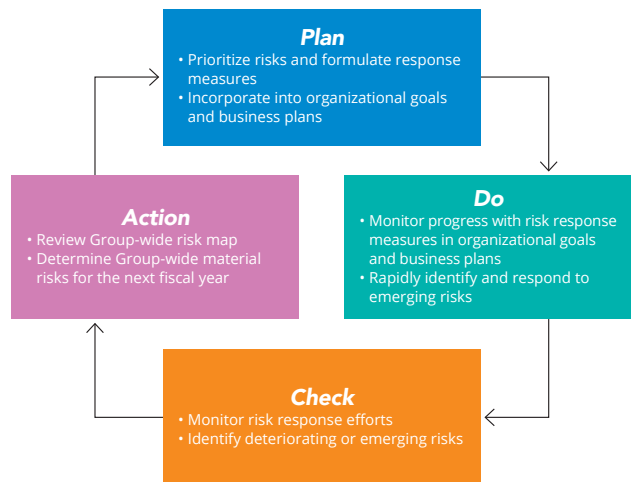 Plan
• Prioritize risks and formulate response
measures
• Incorporate into organizational goals
and business plans
Do
• Monitor progress with risk response
measures in organizational goals
and business plans
• Rapidly identify and respond to
emerging risks
Check
• Monitor risk response efforts
• Identify deteriorating or emerging risks
Action
• Review Group-wide risk map
• Determine Group-wide material
risks for the next fiscal year